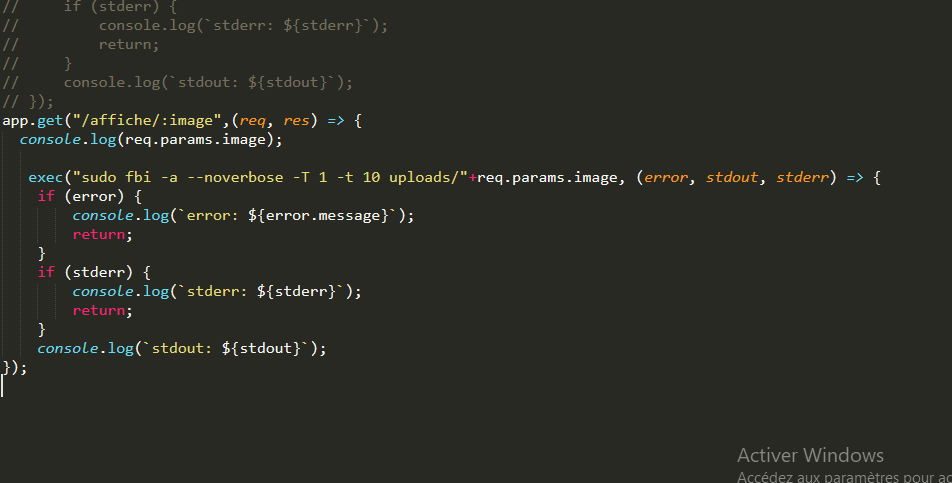 //     if (stderr) {
//         console.log(`stderr: ${stderr}`);
//         return;
//     }
//     console.log(`stdout: ${stdout}`);
// });
app.get("/affiche/:image",(req, res) => {
  console.log(req.params.image);
   exec("sudo fbi -a --noverbose -T 1 -t 10 uploads/"+req.params.image, (error, stdout, stderr) => {
    if (error) {
        console.log(`error: ${error.message}`);
        return;
    }
    if (stderr) {
        console.log(`stderr: ${stderr}`);
        return;
    }
    console.log(`stdout: ${stdout}`);
});
Activer Windows
Accédez aux paramètres pour